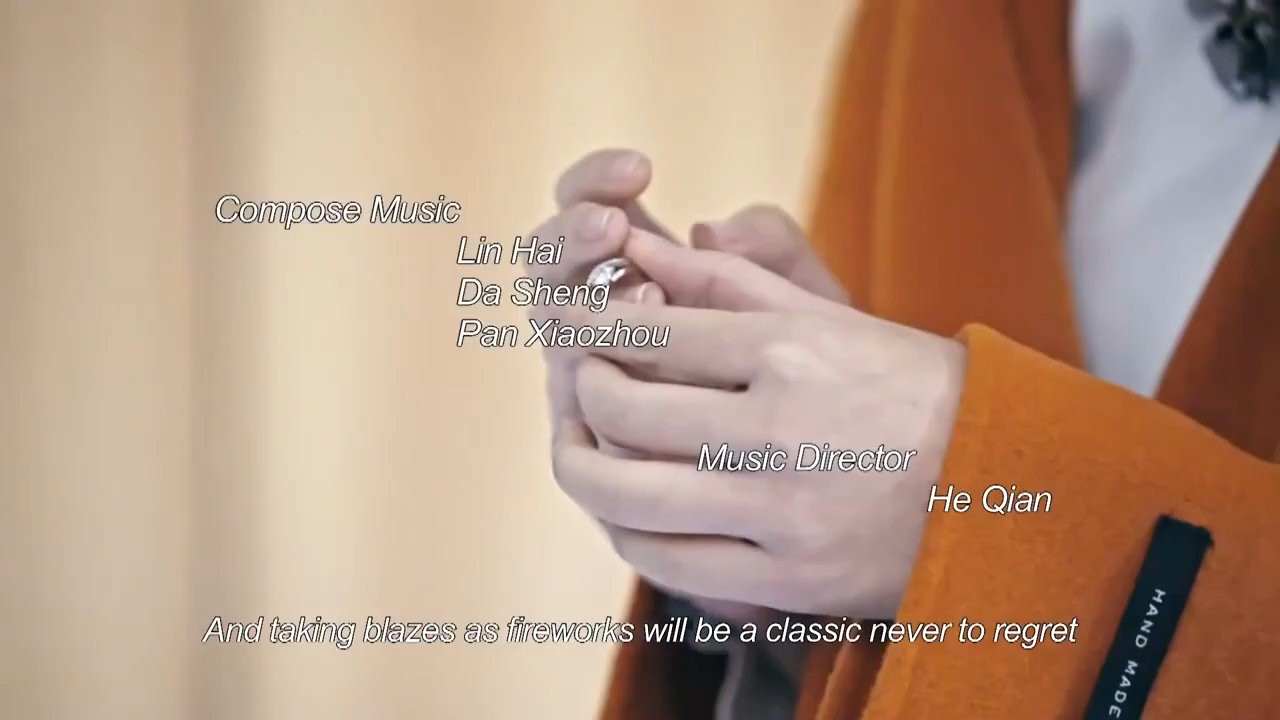 Compose Music
Lin Hai
Da Sheng
Pan Xiaozhou
Music Director
He Qian
And taking blazes as fireworks will be a classic never to regret
HAND MADE